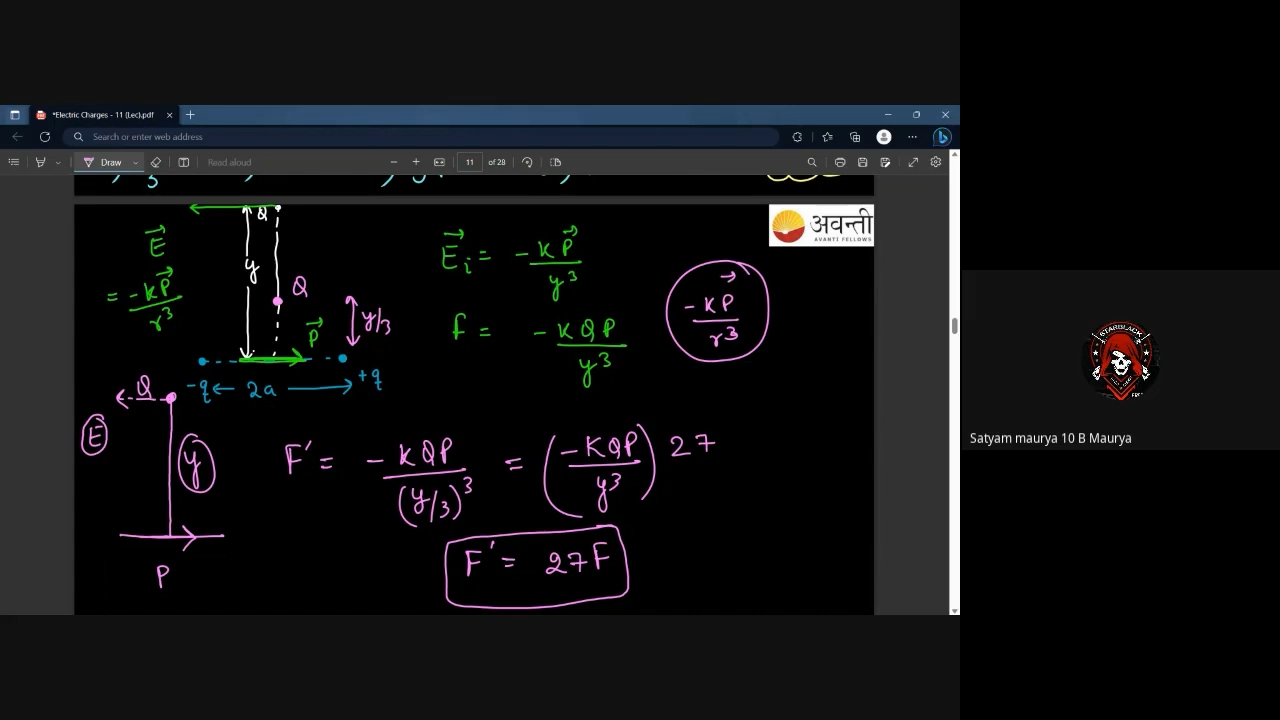 *Electric Charges - 11 (Lec).pdf
Search or enter web address
Draw
Read aloud
11 of 28
अवन्ती
AVANTI FELLOWS
Q
E⃗
= -KP⃗/r³
y
Q
y/3
P⃗
-q ← 2a → +q
E⃗i = -KP⃗/y³
F = -KQP/y³
-KP⃗/r³
Q
E
y
P
F' = -KQP/(y/3)³ = (-KQP/y³) 27
F' = 27F
STARBLACK
Satyam maurya 10 B Maurya